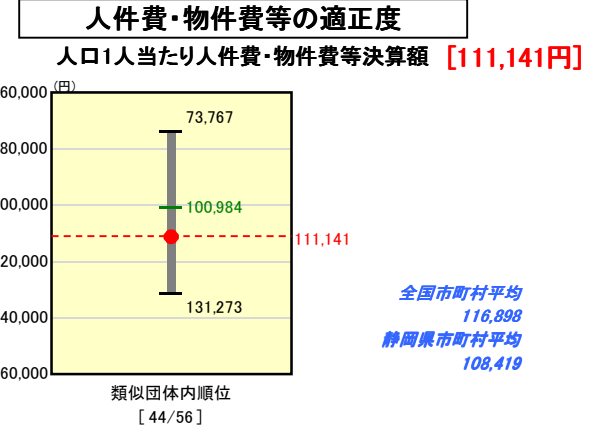 人件費・物件費等の適正度
人口1人当たり人件費・物件費等決算額 [111,141円]
(円)
60,000
73,767
80,000
00,000
100,984
111,141
20,000
131,273
40,000
60,000
全国市町村平均
116,898
静岡県市町村平均
108,419
類似団体内順位
[ 44/56 ]